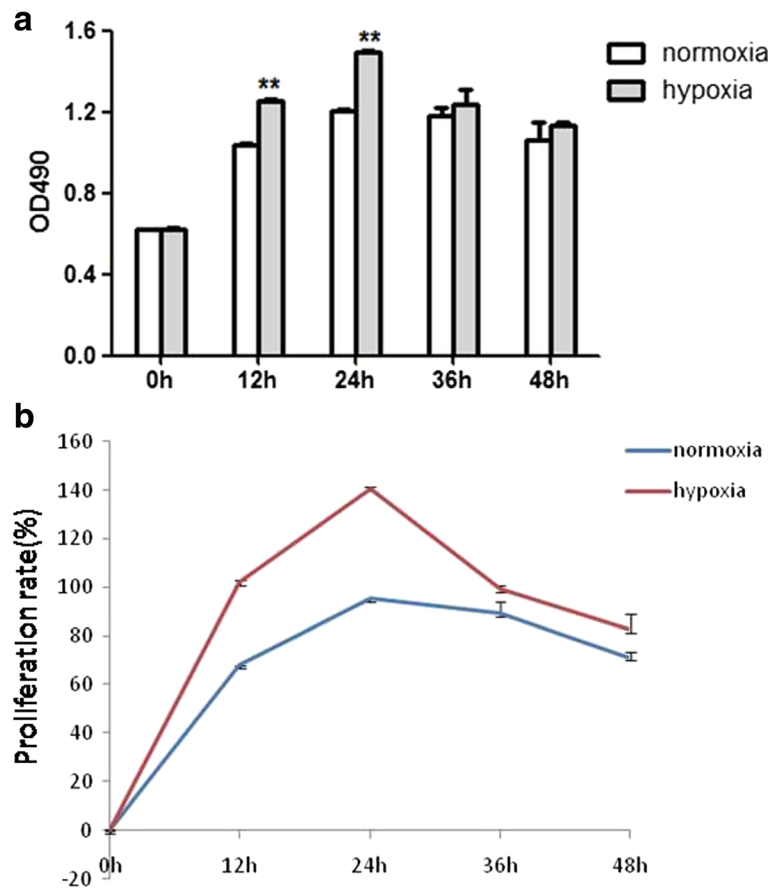 a
1.6
1.2
0.8
0.4
0.0
OD490
**
**
0h
12h
24h
36h
48h
normoxia
hypoxia
b
160
140
120
100
80
60
40
20
0
-20
Proliferation rate(%)
0h
12h
24h
36h
48h
normoxia
hypoxia